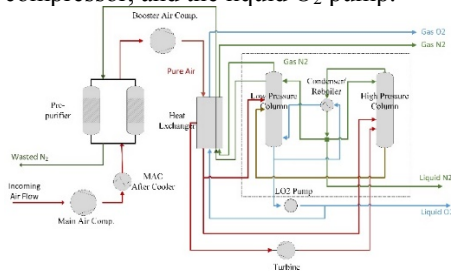 compressor, and the liquid O2 pump.
Booster Air Comp.
Gas O2
Gas N2
Gas N2
Pure Air
Condenser/
Reboiler
Pre-
purifier
Heat
Exchanger
Low Pressure
Column
High Pressure
Column
Wasted N2
MAC
After Cooler
Liquid N2
Incoming
Air Flow
LO2 Pump
Liquid O2
Main Air Comp.
Turbine